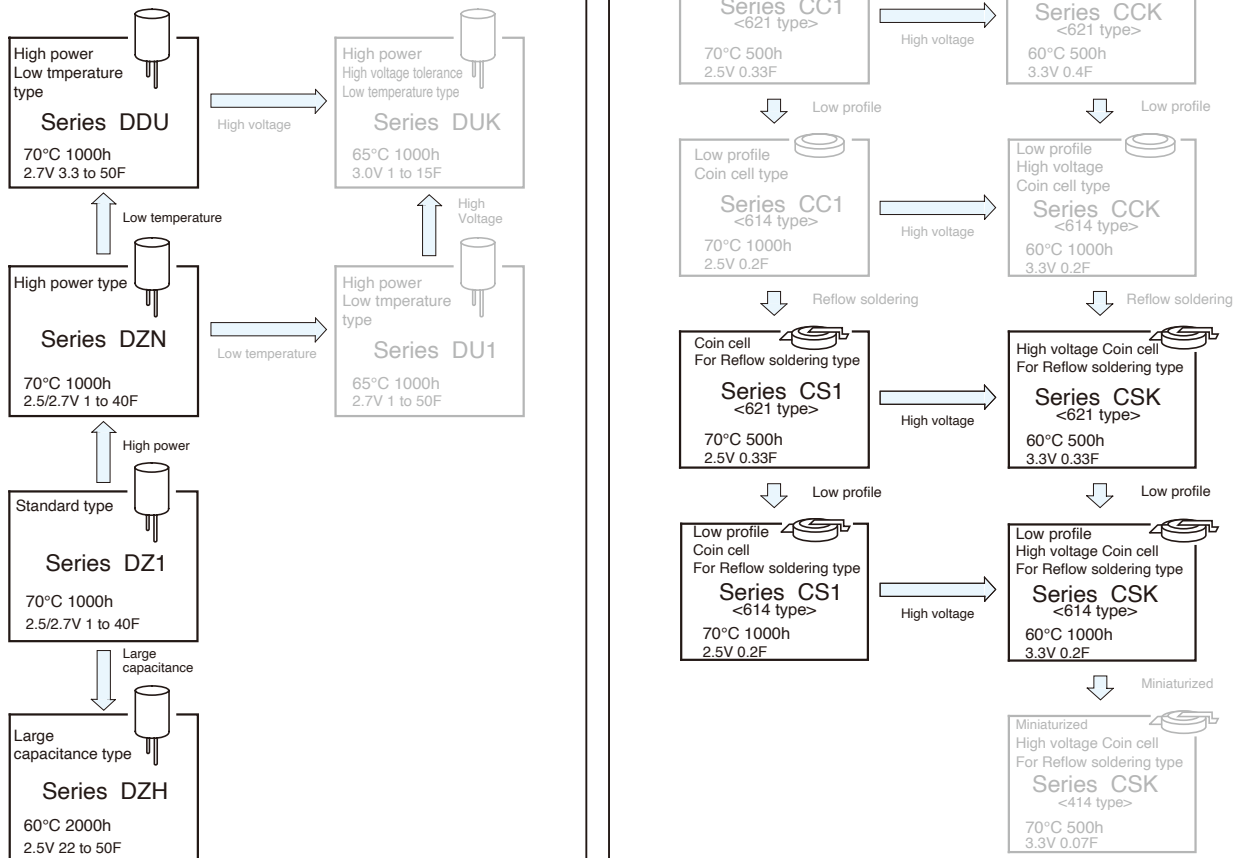 High power
Low tmperature
type
Series DDU
70°C 1000h
2.7V 3.3 to 50F
High voltage
High power
High voltage tolerance
Low temperature type
Series DUK
65°C 1000h
3.0V 1 to 15F
Low temperature
High
Voltage
High power type
Series DZN
70°C 1000h
2.5/2.7V 1 to 40F
Low temperature
High power
Low tmperature
type
Series DU1
65°C 1000h
2.7V 1 to 50F
High power
Standard type
Series DZ1
70°C 1000h
2.5/2.7V 1 to 40F
Large
capacitance
Large
capacitance type
Series DZH
60°C 2000h
2.5V 22 to 50F
Series CC1
<621 type>
70°C 500h
2.5V 0.33F
High voltage
Series CCK
<621 type>
60°C 500h
3.3V 0.4F
Low profile
Low profile
Low profile
Coin cell type
Series CC1
<614 type>
70°C 1000h
2.5V 0.2F
High voltage
Low profile
High voltage
Coin cell type
Series CCK
<614 type>
60°C 1000h
3.3V 0.2F
Reflow soldering
Reflow soldering
Coin cell
For Reflow soldering type
Series CS1
<621 type>
70°C 500h
2.5V 0.33F
High voltage
High voltage Coin cell
For Reflow soldering type
Series CSK
<621 type>
60°C 500h
3.3V 0.33F
Low profile
Low profile
Low profile
Coin cell
For Reflow soldering type
Series CS1
<614 type>
70°C 1000h
2.5V 0.2F
High voltage
Low profile
High voltage Coin cell
For Reflow soldering type
Series CSK
<614 type>
60°C 1000h
3.3V 0.2F
Miniaturized
Miniaturized
High voltage Coin cell
For Reflow soldering type
Series CSK
<414 type>
70°C 500h
3.3V 0.07F